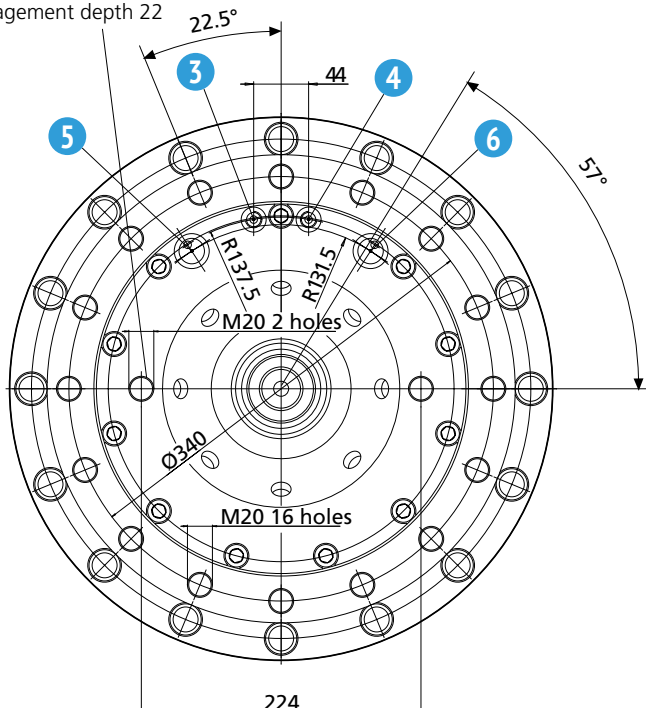 agement depth 22
22.5°
3
44
4
5
6
57°
R137.5
R131.5
M20 2 holes
Ø340
M20 16 holes
224